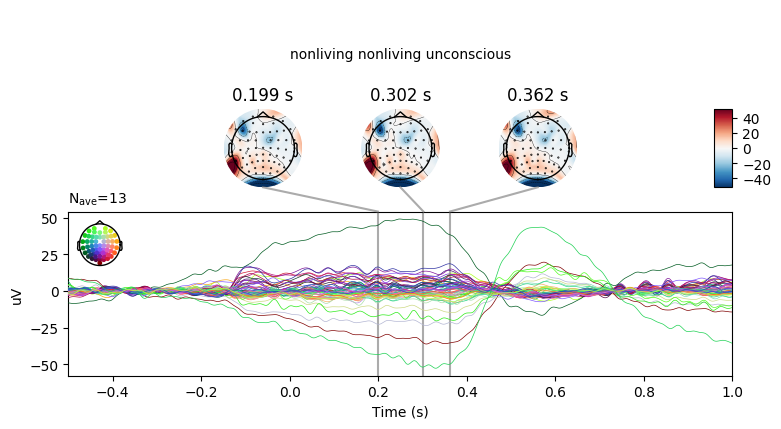 nonliving nonliving unconscious
0.199 s 0.302 s 0.362 s
40
20
0
−20
−40
Nave=13
50
25
0
−25
−50
uV
−0.4 −0.2 0.0 0.2 0.4 0.6 0.8 1.0
Time (s)